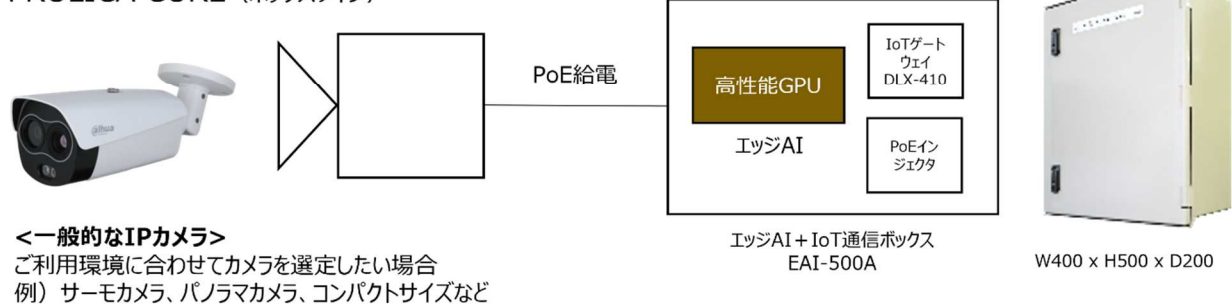 alhua
PoE給電
高性能GPU
エッジAI
IoTゲート
ウェイ
DLX-410
PoEイン
ジェクタ
エッジAI+IoT通信ボックス
EAI-500A
W400 x H500 x D200
<一般的なIPカメラ>
ご利用環境に合わせてカメラを選定したい場合
例）サーモカメラ、パノラマカメラ、コンパクトサイズなど